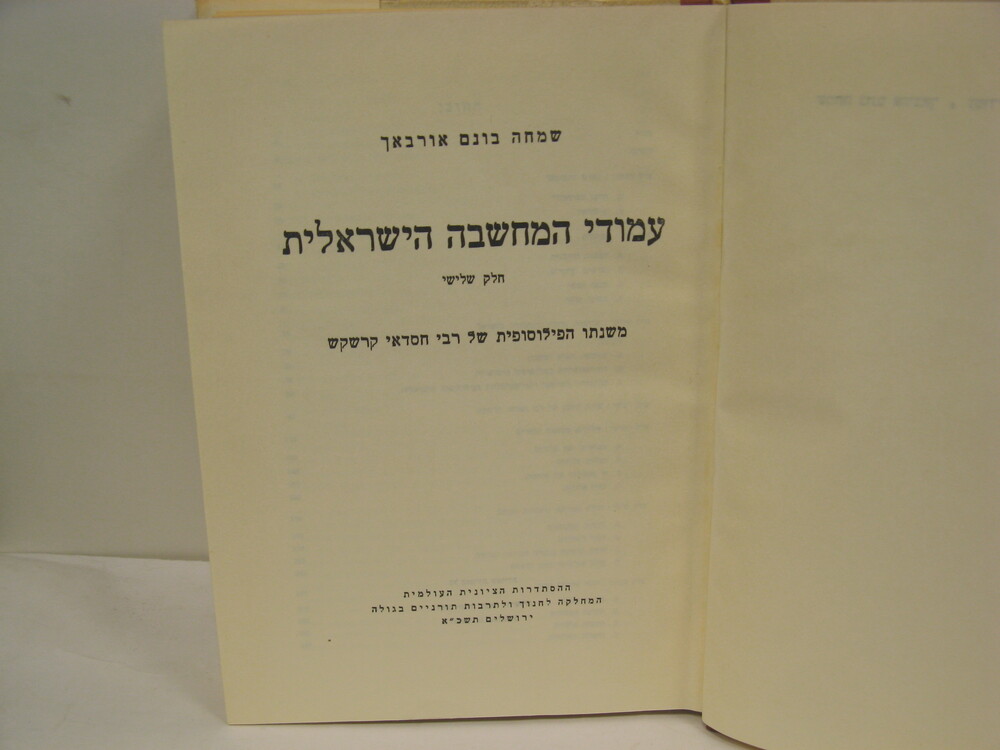 שמחה בונם אורבאך
עמודי המחשבה הישראלית
חלק שלישי
משנתו הפילוסופית של רבי חסדאי קרשקש
ההסתדרות הציונית העולמית
המחלקה לחנוך ולתרבות תורניים בגולה
ירושלים תשכ״א